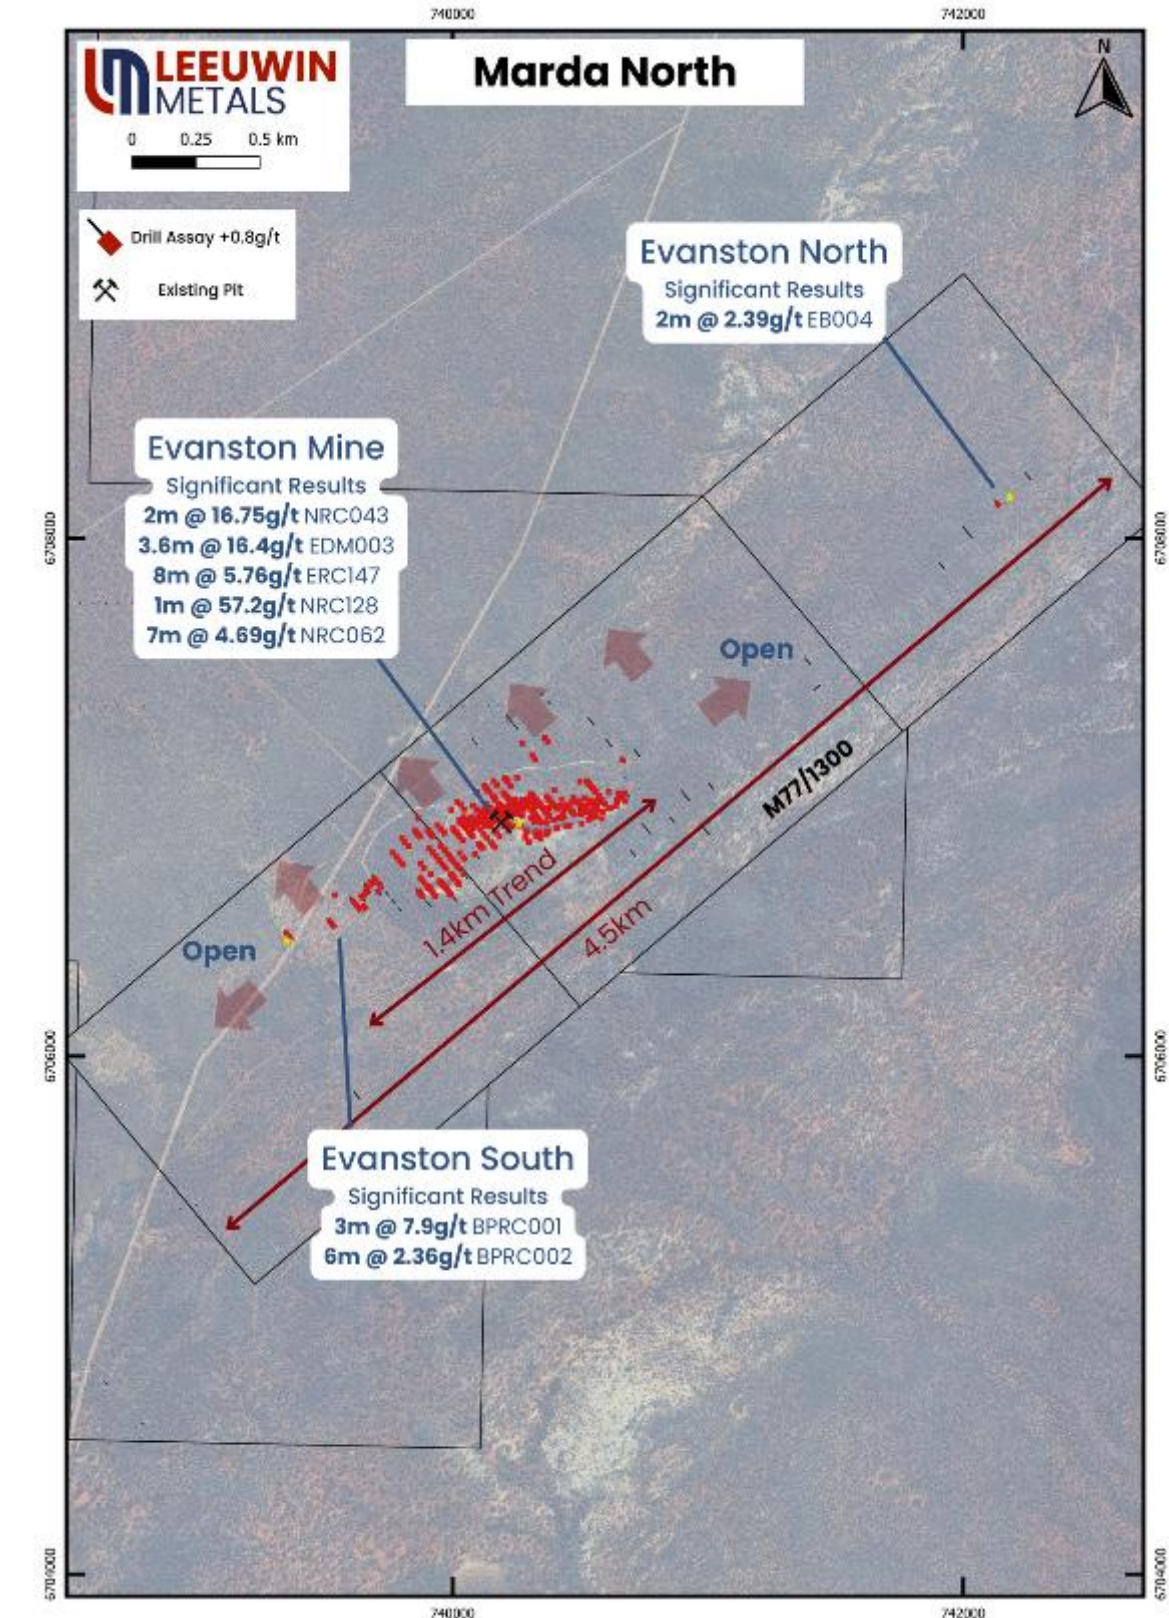 740000
742000
LEEUWIN
METALS
0 0.25 0.5 km
Marda North
N
Drill Assay +0.8g/t
Existing Pit
Evanston North
Significant Results
2m @ 2.39g/t EB004
Evanston Mine
Significant Results
2m @ 16.75g/t NRC043
3.6m @ 16.4g/t EDM003
8m @ 5.76g/t ERC147
1m @ 57.2g/t NRC128
7m @ 4.69g/t NRC062
6708000
6708000
Open
M77/1300
1.4km Trend
4.5km
Open
6706000
6706000
Evanston South
Significant Results
3m @ 7.9g/t BPRC001
6m @ 2.36g/t BPRC002
6704000
6704000
740000
742000